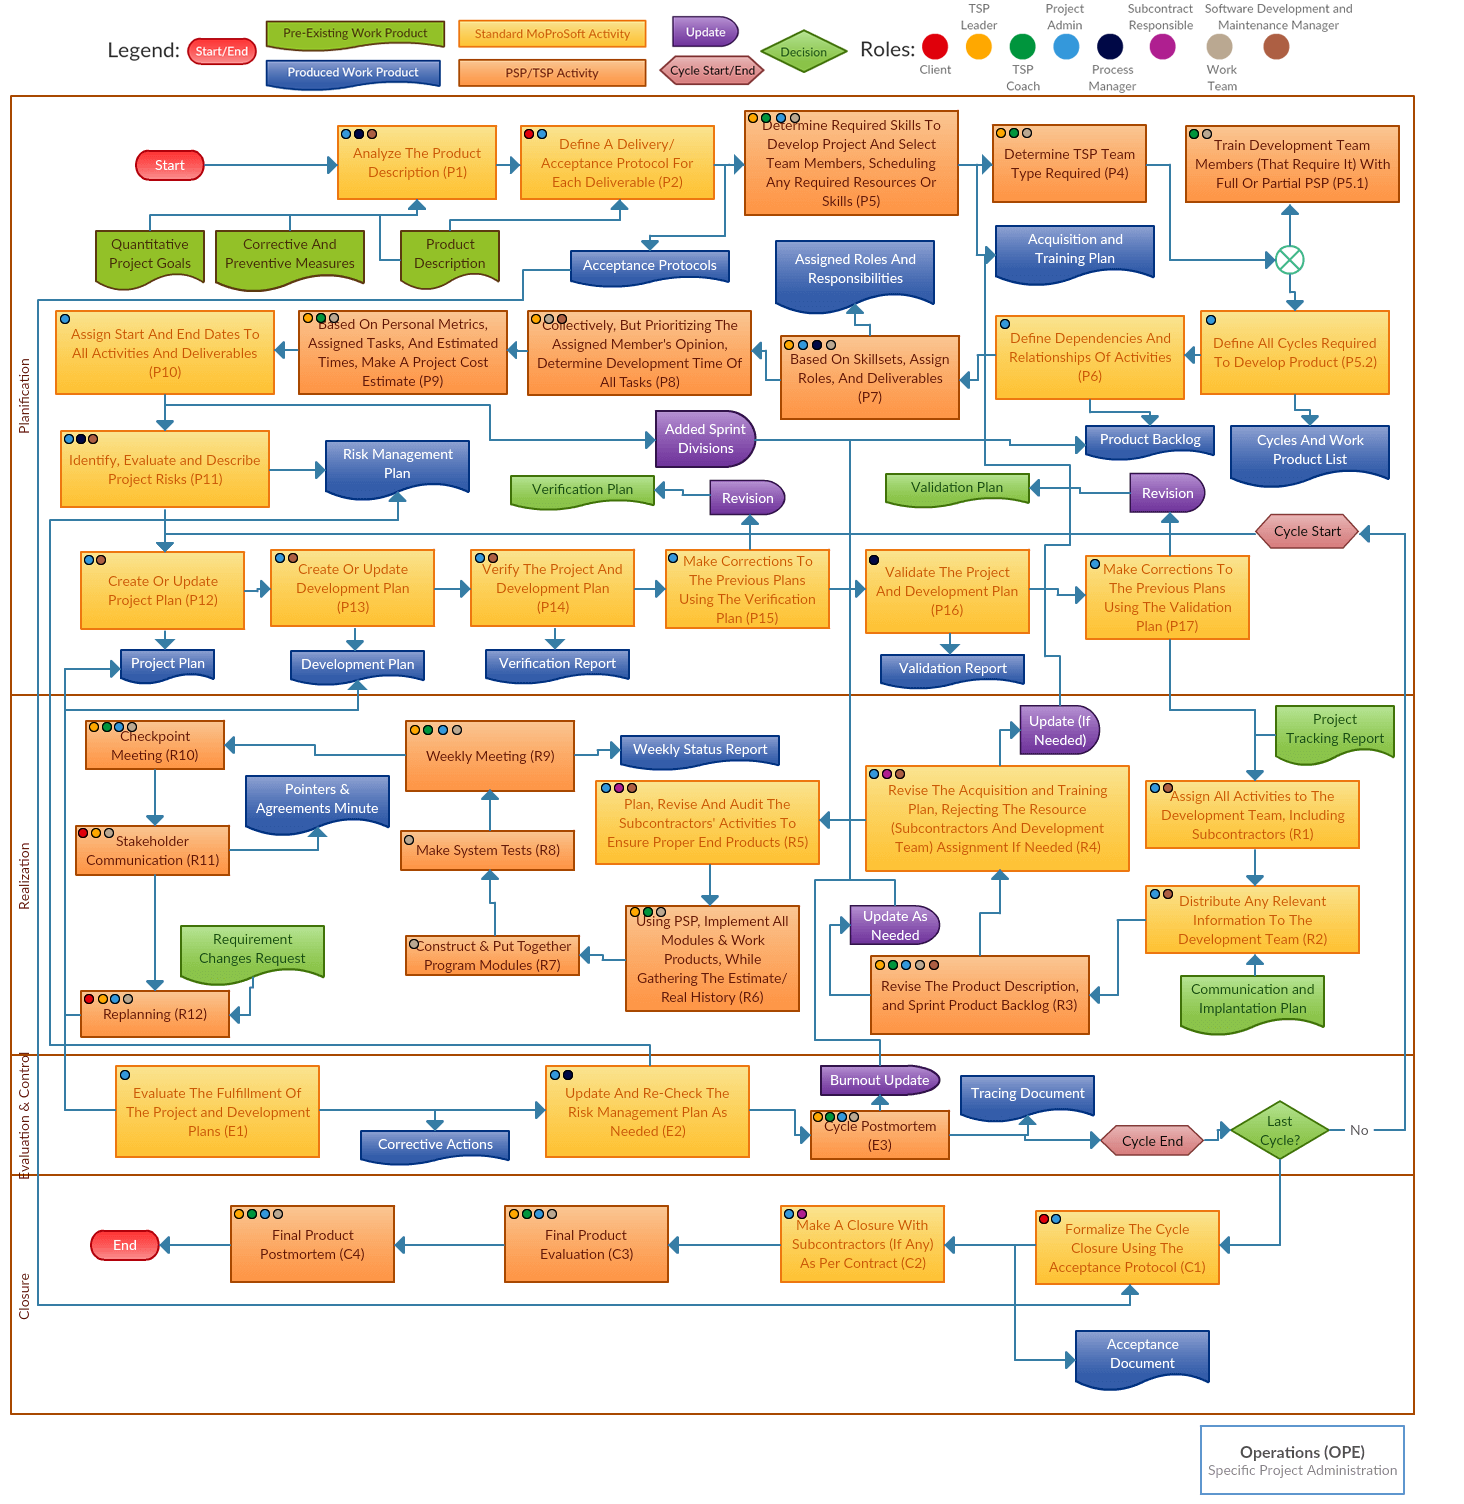 TSP
Leader
Project
Admin
Subcontract
Responsible
Software Development and
Maintenance Manager
Legend:
Start/End
Pre-Existing Work Product
Produced Work Product
Standard MoProSoft Activity
PSP/TSP Activity
Update
Cycle Start/End
Decision
Roles:
Client
TSP
Coach
Process
Manager
Work
Team
Planification
Start
Analyze The Product
Description (P1)
Define A Delivery/
Acceptance Protocol For
Each Deliverable (P2)
Determine Required Skills To
Develop Project And Select
Team Members, Scheduling
Any Required Resources Or
Skills (P5)
Determine TSP Team
Type Required (P4)
Train Development Team
Members (That Require It) With
Full Or Partial PSP (P5.1)
Quantitative
Project Goals
Corrective And
Preventive Measures
Product
Description
Acceptance Protocols
Assigned Roles And
Responsibilities
Acquisition and
Training Plan
Assign Start And End Dates To
All Activities And Deliverables
(P10)
Based On Personal Metrics,
Assigned Tasks, And Estimated
Times, Make A Project Cost
Estimate (P9)
Collectively, But Prioritizing The
Assigned Member's Opinion,
Determine Development Time Of
All Tasks (P8)
Based On Skillsets, Assign
Roles, And Deliverables
(P7)
Define Dependencies And
Relationships Of Activities
(P6)
Define All Cycles Required
To Develop Product (P5.2)
Identify, Evaluate and Describe
Project Risks (P11)
Risk Management
Plan
Added Sprint
Divisions
Product Backlog
Cycles And Work
Product List
Verification Plan
Revision
Validation Plan
Revision
Cycle Start
Create Or Update
Project Plan (P12)
Create Or Update
Development Plan
(P13)
Verify The Project And
Development Plan
(P14)
Make Corrections To
The Previous Plans
Using The Verification
Plan (P15)
Validate The Project
And Development Plan
(P16)
Make Corrections To
The Previous Plans
Using The Validation
Plan (P17)
Project Plan
Development Plan
Verification Report
Validation Report
Realization
Checkpoint
Meeting (R10)
Weekly Meeting (R9)
Weekly Status Report
Update (If
Needed)
Project
Tracking Report
Pointers &
Agreements Minute
Plan, Revise And Audit The
Subcontractors' Activities To
Ensure Proper End Products (R5)
Revise The Acquisition and Training
Plan, Rejecting The Resource
(Subcontractors And Development
Team) Assignment If Needed (R4)
Assign All Activities to The
Development Team, Including
Subcontractors (R1)
Stakeholder
Communication (R11)
Make System Tests (R8)
Distribute Any Relevant
Information To The
Development Team (R2)
Requirement
Changes Request
Construct & Put Together
Program Modules (R7)
Using PSP, Implement All
Modules & Work
Products, While
Gathering The Estimate/
Real History (R6)
Update As
Needed
Revise The Product Description,
and Sprint Product Backlog (R3)
Communication and
Implantation Plan
Replanning (R12)
Evaluation & Control
Evaluate The Fulfillment Of
The Project and Development
Plans (E1)
Corrective Actions
Update And Re-Check The
Risk Management Plan As
Needed (E2)
Burnout Update
Cycle Postmortem
(E3)
Tracing Document
Cycle End
Last
Cycle?
No
Closure
End
Final Product
Postmortem (C4)
Final Product
Evaluation (C3)
Make A Closure With
Subcontractors (If Any)
As Per Contract (C2)
Formalize The Cycle
Closure Using The
Acceptance Protocol (C1)
Acceptance
Document
Operations (OPE)
Specific Project Administration